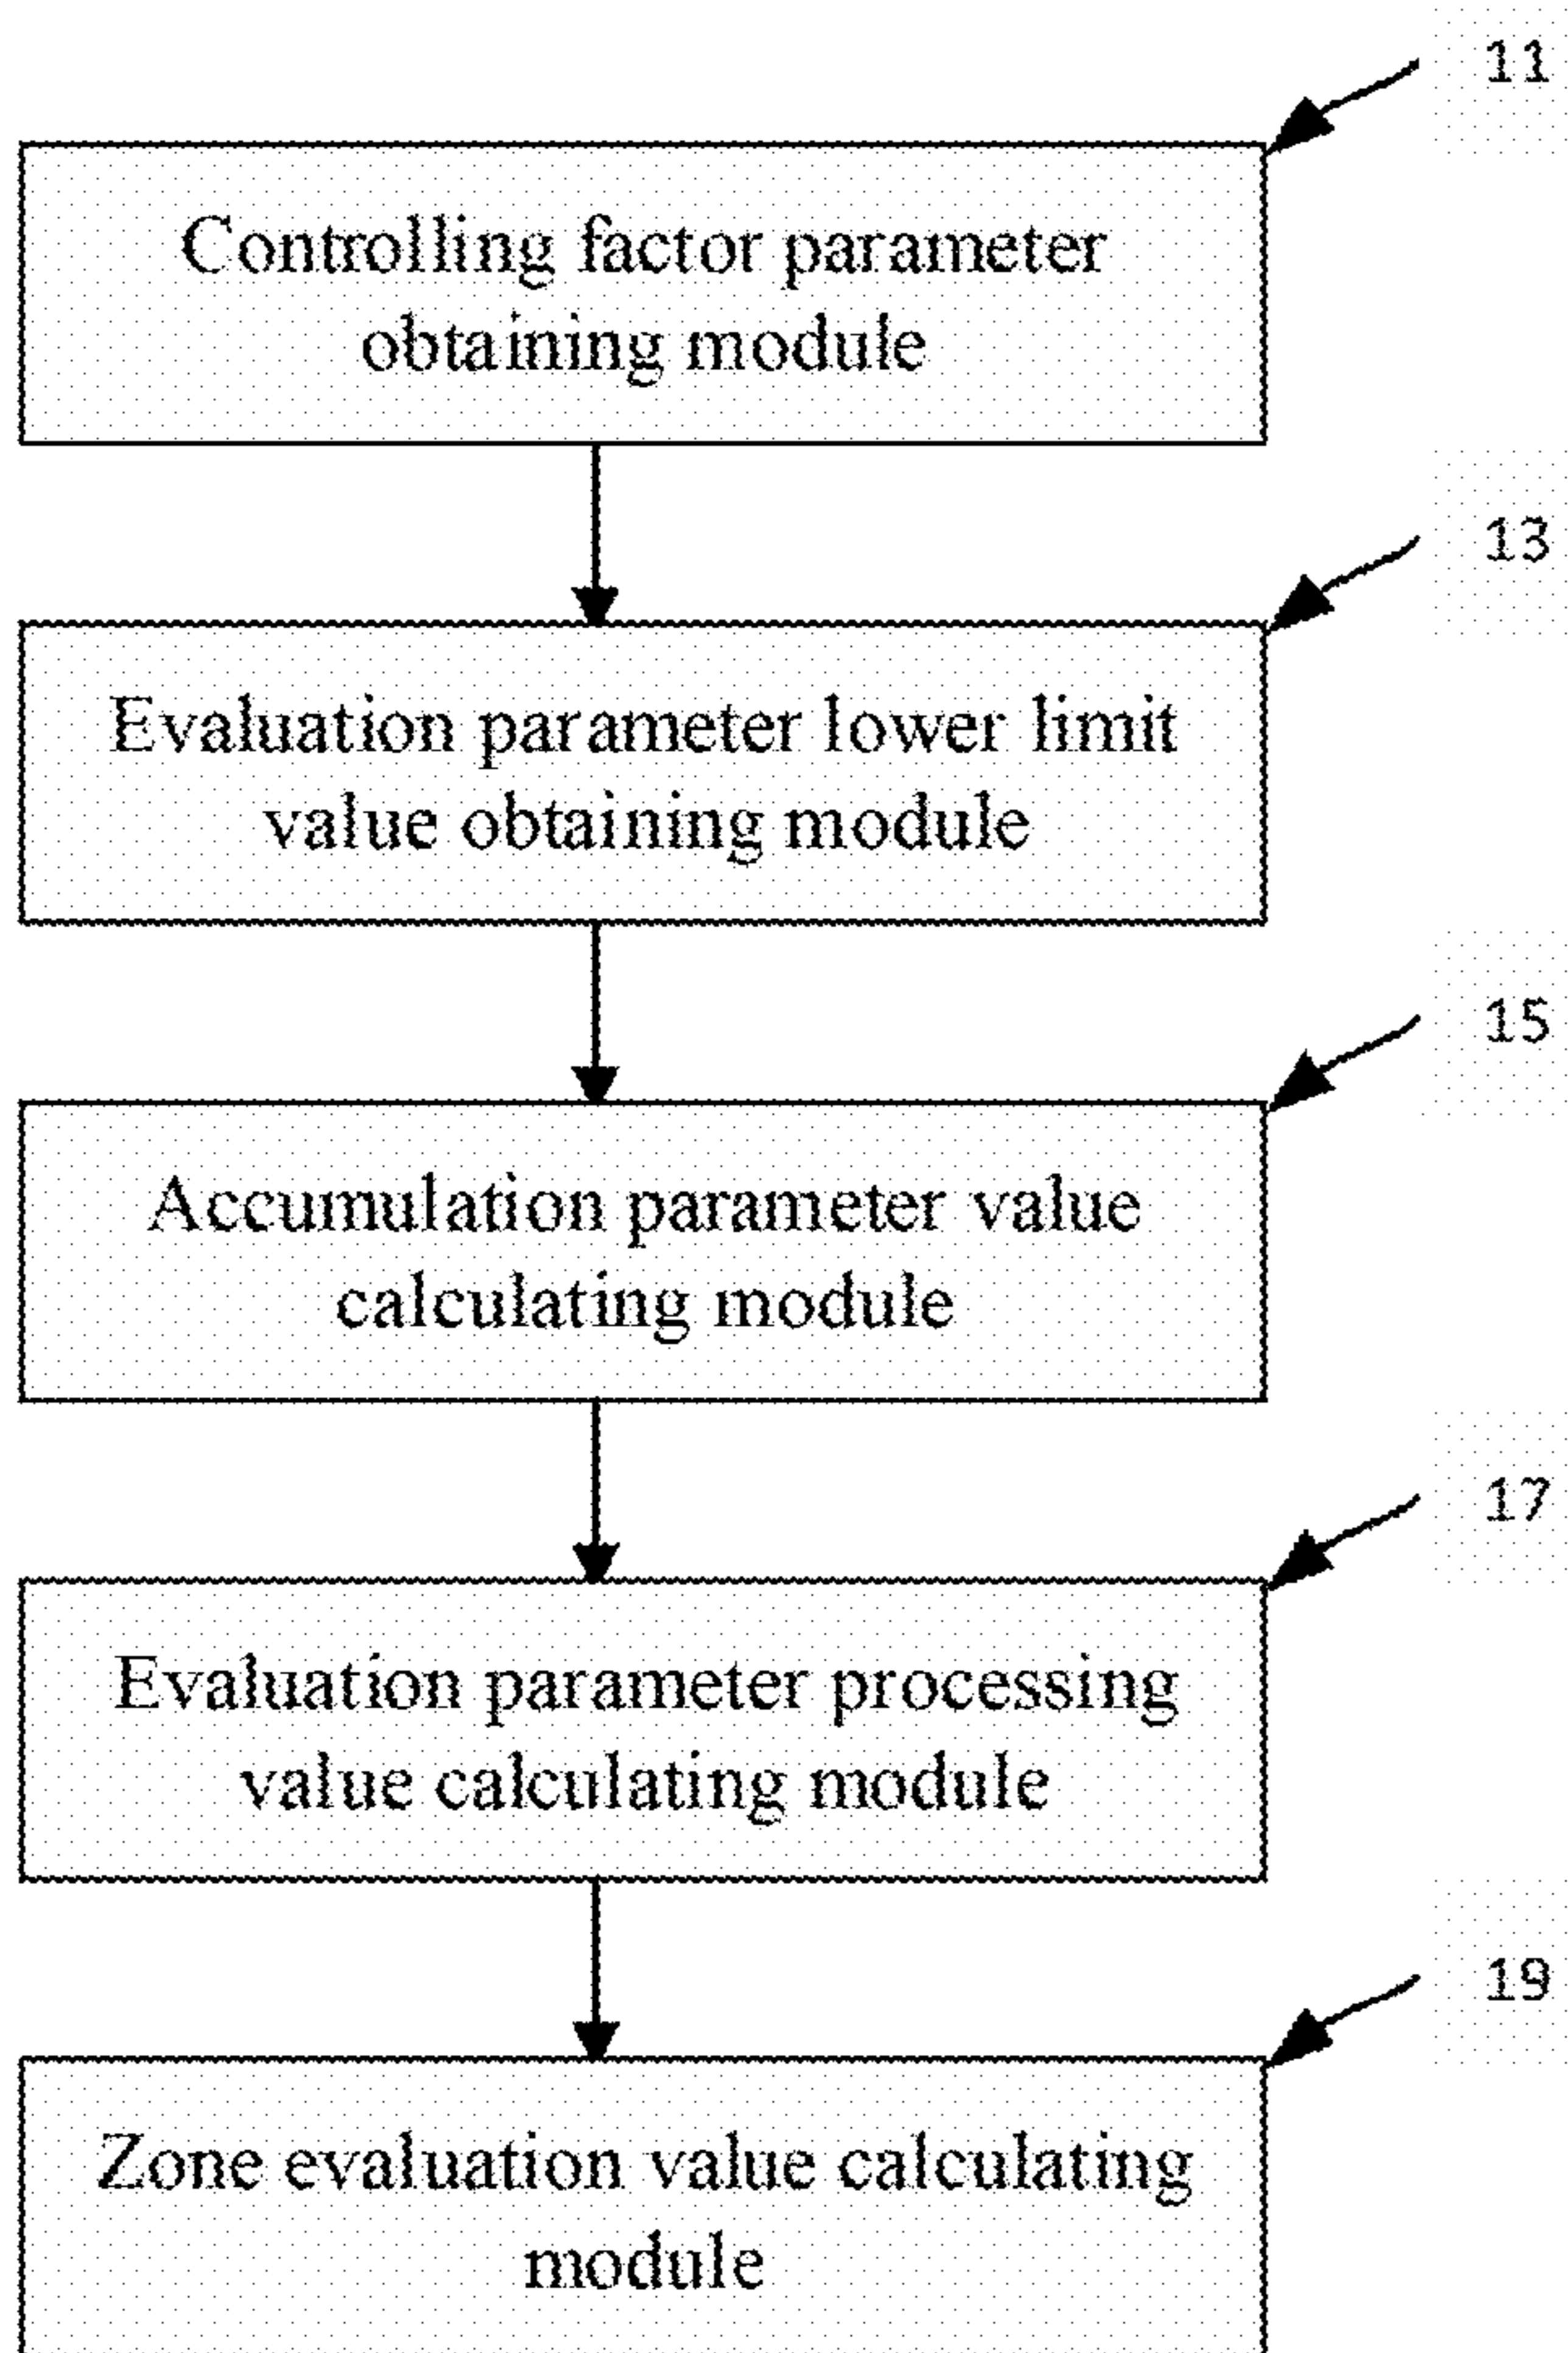 11
Controlling factor parameter
obtaining module
13
Evaluation parameter lower limit
value obtaining module
15
Accumulation parameter value
calculating module
17
Evaluation parameter processing
value calculating module
19
Zone evaluation value calculating
module